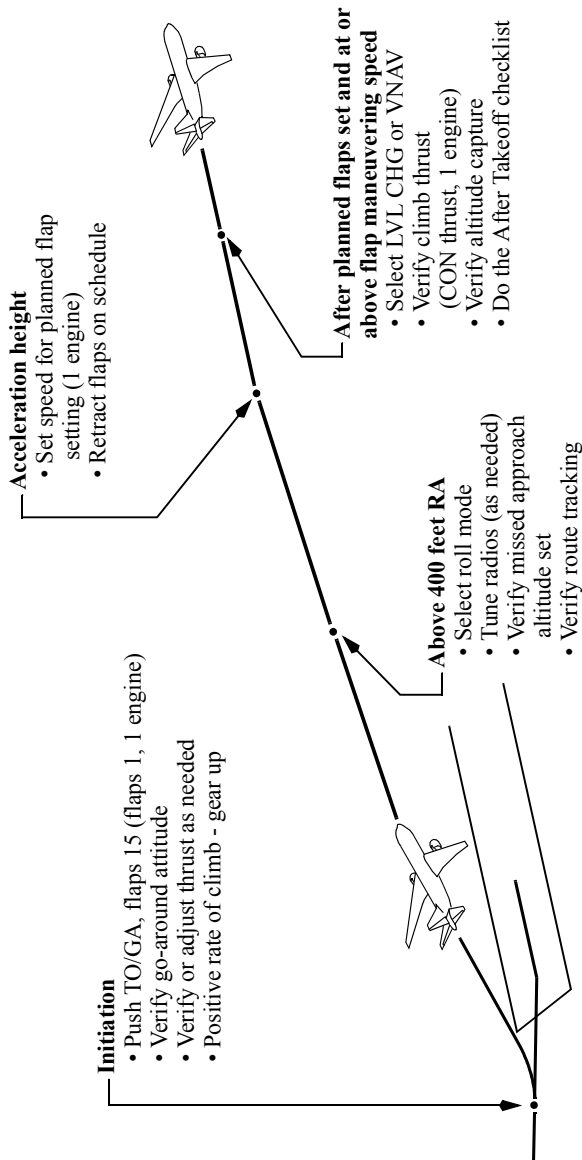 Initiation
• Push TO/GA, flaps 15 (flaps 1, 1 engine)
• Verify go-around attitude
• Verify or adjust thrust as needed
• Positive rate of climb - gear up
Above 400 feet RA
• Select roll mode
• Tune radios (as needed)
• Verify missed approach
altitude set
• Verify route tracking
Acceleration height
• Set speed for planned flap
setting (1 engine)
• Retract flaps on schedule
After planned flaps set and at or
above flap maneuvering speed
• Select LVL CHG or VNAV
• Verify climb thrust
(CON thrust, 1 engine)
• Verify altitude capture
• Do the After Takeoff checklist